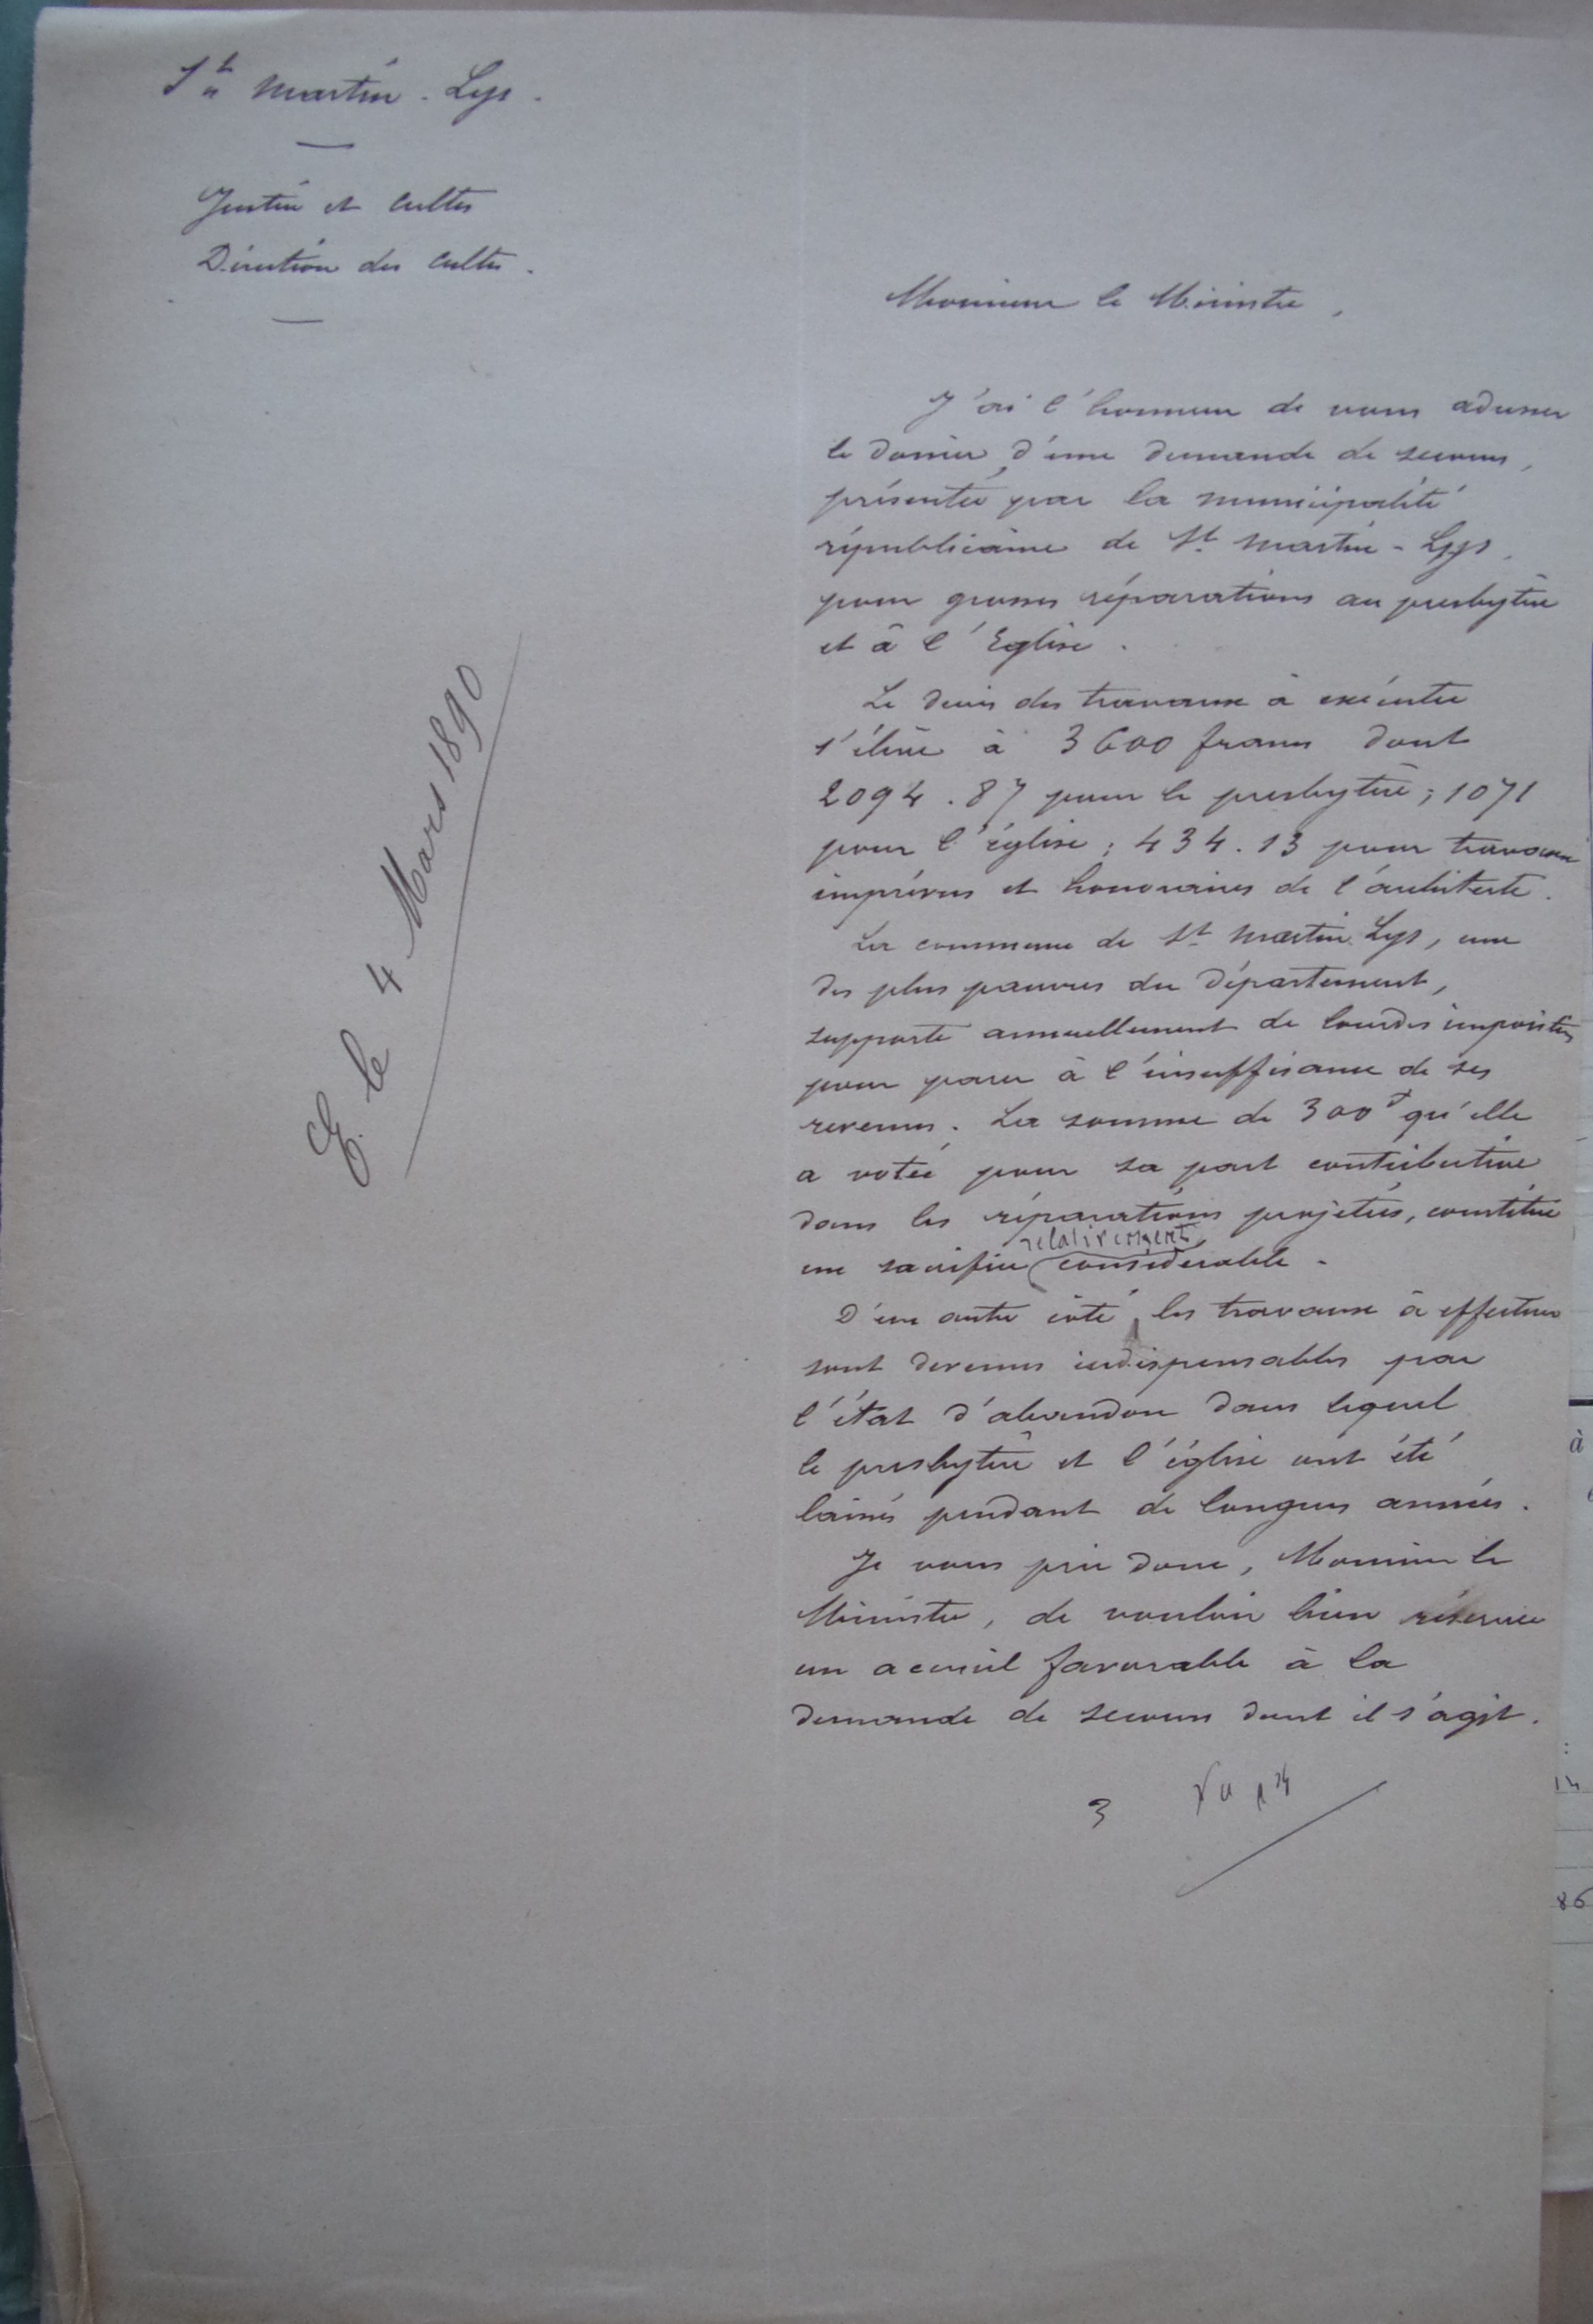 St Martin-Lys.
Justice et Cultes
Direction des Cultes.
E. le 4 Mars 1890
Monsieur le Ministre,
J'ai l'honneur de vous adresser
le dossier d'une demande de secours,
présentée par la municipalité
républicaine de St Martin-Lys
pour grosses réparations au presbytère
et à l'Eglise.
Le devis des travaux à exécuter
s'élève à 3600 francs dont
2094.87 pour le presbytère; 1071
pour l'église; 434.13 pour travaux
imprévus et honoraires de l'architecte.
La commune de St Martin Lys, une
des plus pauvres du Département,
supporte annuellement de lourdes impositions
pour parer à l'insuffisance de ses
revenus. La somme de 300f qu'elle
a votée pour sa part contributive
dans les réparations projetées, constitue
un sacrifice relativement considérable.
D'un autre côté, les travaux à effectuer
sont devenus indispensables par
l'état d'abandon dans lequel
le presbytère et l'église ont été
laissés pendant de longues années.
Je vous prie donc, Monsieur le
Ministre, de vouloir bien réserver
un accueil favorable à la
demande de secours dont il s'agit.
3
à
:
86